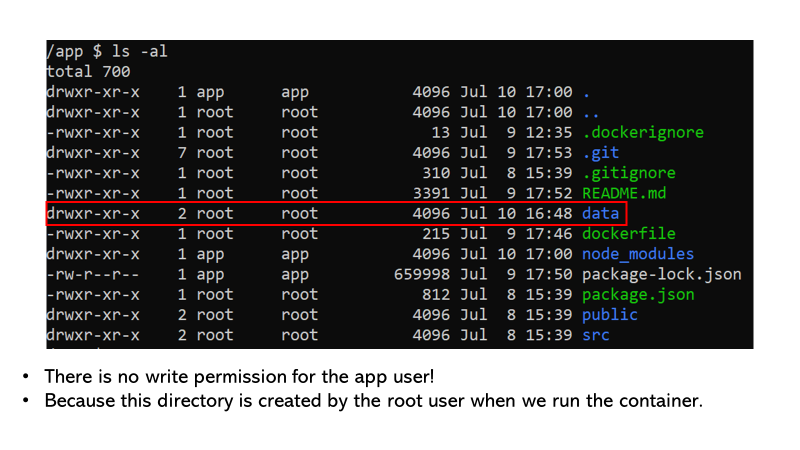 /app $ ls -al
total 700
drwxr-xr-x    1 app      app           4096 Jul 10 17:00 .
drwxr-xr-x    1 root     root          4096 Jul 10 17:00 ..
-rwxr-xr-x    1 root     root            13 Jul  9 12:35 .dockerignore
drwxr-xr-x    7 root     root          4096 Jul  9 17:53 .git
-rwxr-xr-x    1 root     root           310 Jul  8 15:39 .gitignore
-rwxr-xr-x    1 root     root          3391 Jul  9 17:52 README.md
drwxr-xr-x    2 root     root          4096 Jul 10 16:48 data
-rwxr-xr-x    1 root     root           215 Jul  9 17:46 dockerfile
drwxr-xr-x    1 app      app           4096 Jul 10 17:00 node_modules
-rw-r--r--    1 app      app         659998 Jul  9 17:50 package-lock.json
-rwxr-xr-x    1 root     root           812 Jul  8 15:39 package.json
drwxr-xr-x    2 root     root          4096 Jul  8 15:39 public
drwxr-xr-x    2 root     root          4096 Jul  8 15:39 src
• There is no write permission for the app user!
• Because this directory is created by the root user when we run the container.